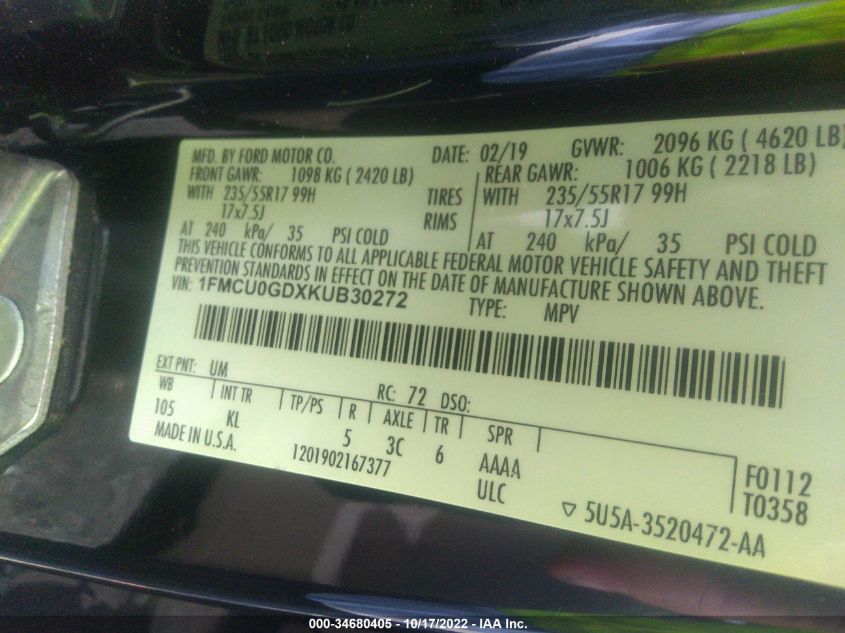 MFD. BY FORD MOTOR CO. DATE: 02/19 GVWR: 2096 KG ( 4620 LB)
FRONT GAWR: 1098 KG ( 2420 LB) REAR GAWR: 1006 KG ( 2218 LB)
WITH 235/55R17 99H TIRES WITH 235/55R17 99H
17x7.5J RIMS 17x7.5J
AT 240 kPa/ 35 PSI COLD AT 240 kPa/ 35 PSI COLD
THIS VEHICLE CONFORMS TO ALL APPLICABLE FEDERAL MOTOR VEHICLE SAFETY AND THEFT
PREVENTION STANDARDS IN EFFECT ON THE DATE OF MANUFACTURE SHOWN ABOVE.
VIN: 1FMCU0GDXKUB30272 TYPE: MPV
EXT PNT: UM RC: 72 DSO:
WB INT TR TP/PS R AXLE TR SPR
105 KL 5 3C 6 AAAA F0112
MADE IN U.S.A. 1201902167377 ULC T0358
5U5A-3520472-AA
000-34680405 - 10/17/2022 - IAA Inc.